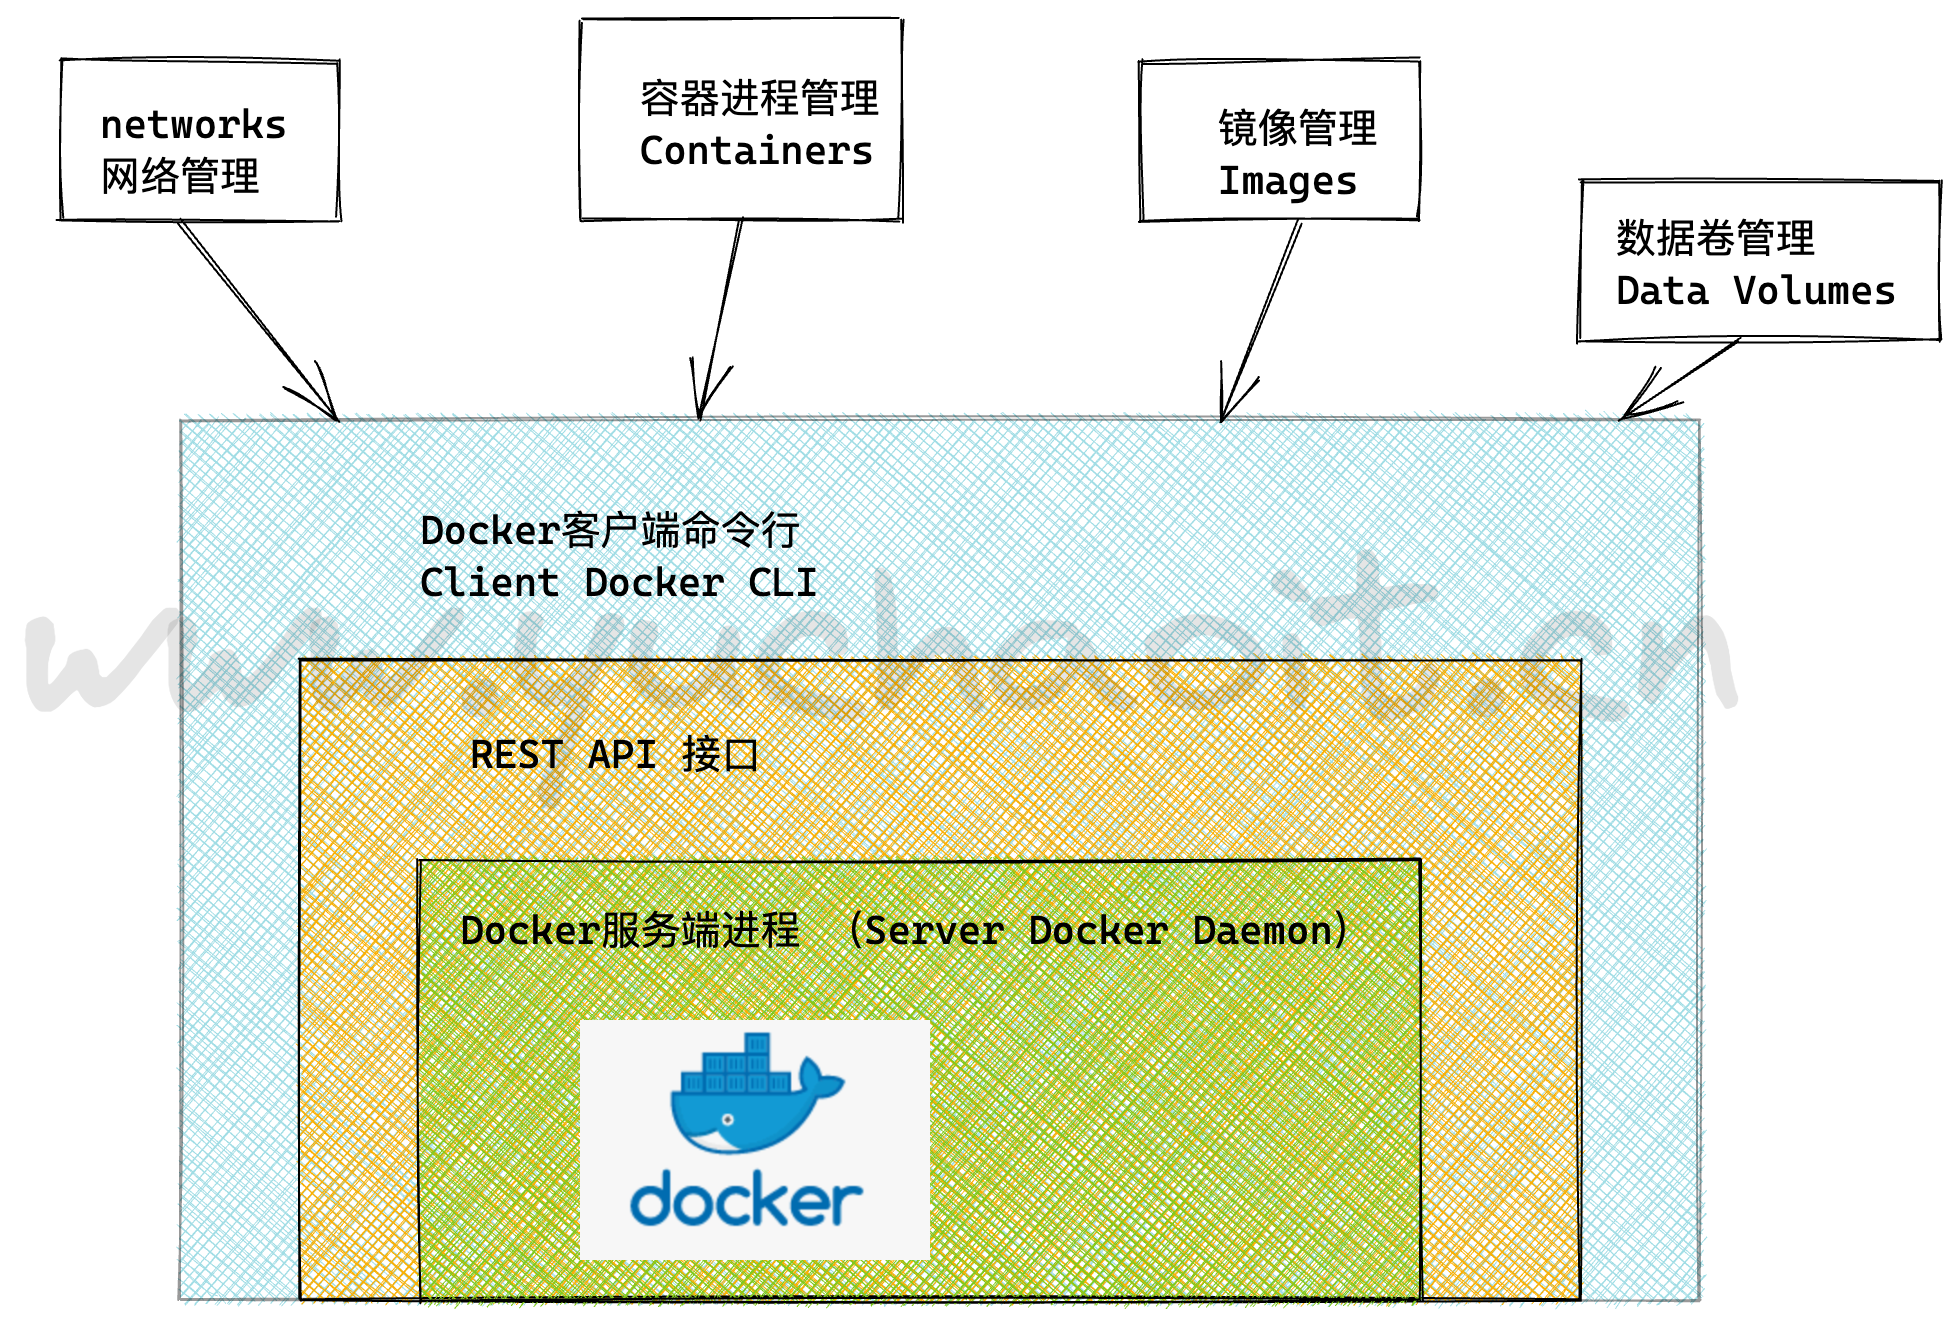 networks
网络管理
容器进程管理
Containers
镜像管理
Images
数据卷管理
Data Volumes
Docker客户端命令行
Client Docker CLI
www.yuchaoit.cn
REST API 接口
Docker服务端进程 （Server Docker Daemon）
docker